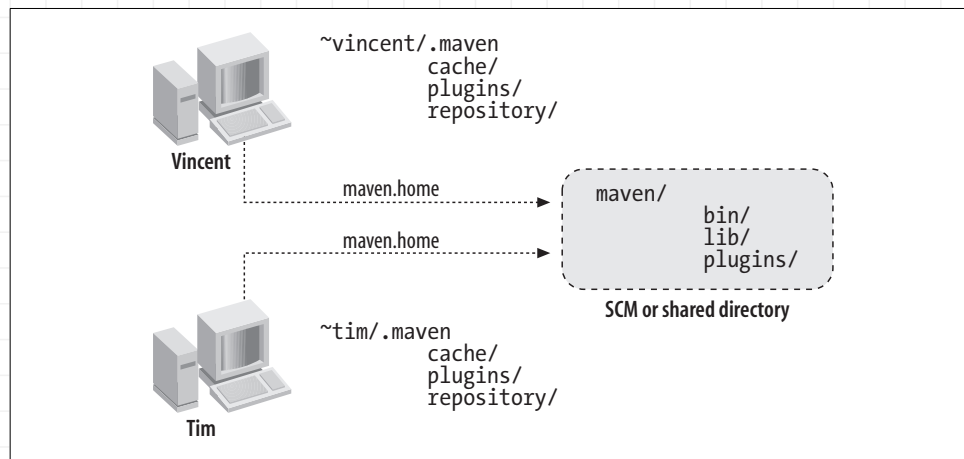 ~vincent/.maven
cache/
plugins/
repository/
Vincent
maven.home
maven/
bin/
lib/
plugins/
maven.home
SCM or shared directory
~tim/.maven
cache/
plugins/
repository/
Tim